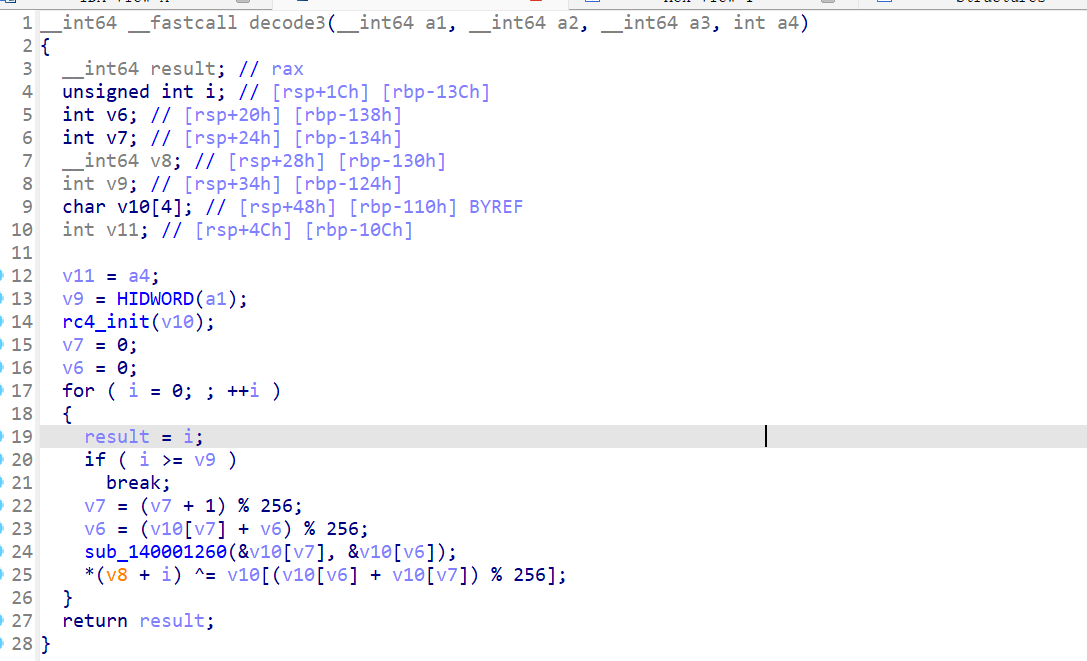 1 __int64 __fastcall decode3(__int64 a1, __int64 a2, __int64 a3, int a4)
2 {
3 __int64 result; // rax
4 unsigned int i; // [rsp+1Ch] [rbp-13Ch]
5 int v6; // [rsp+20h] [rbp-138h]
6 int v7; // [rsp+24h] [rbp-134h]
7 __int64 v8; // [rsp+28h] [rbp-130h]
8 int v9; // [rsp+34h] [rbp-124h]
9 char v10[4]; // [rsp+48h] [rbp-110h] BYREF
10 int v11; // [rsp+4Ch] [rbp-10Ch]
11
12 v11 = a4;
13 v9 = HIDWORD(a1);
14 rc4_init(v10);
15 v7 = 0;
16 v6 = 0;
17 for ( i = 0; ; ++i )
18 {
19 result = i;
20 if ( i >= v9 )
21 break;
22 v7 = (v7 + 1) % 256;
23 v6 = (v10[v7] + v6) % 256;
24 sub_140001260(&v10[v7], &v10[v6]);
25 *(v8 + i) ^= v10[(v10[v6] + v10[v7]) % 256];
26 }
27 return result;
28 }